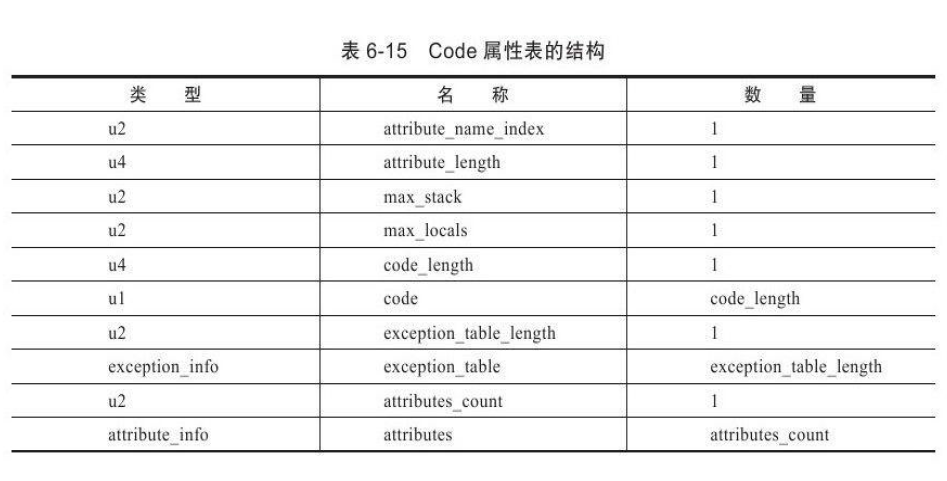 表 6-15 Code 属性表的结构
类 型 名 称 数 量
u2 attribute_name_index 1
u4 attribute_length 1
u2 max_stack 1
u2 max_locals 1
u4 code_length 1
u1 code code_length
u2 exception_table_length 1
exception_info exception_table exception_table_length
u2 attributes_count 1
attribute_info attributes attributes_count